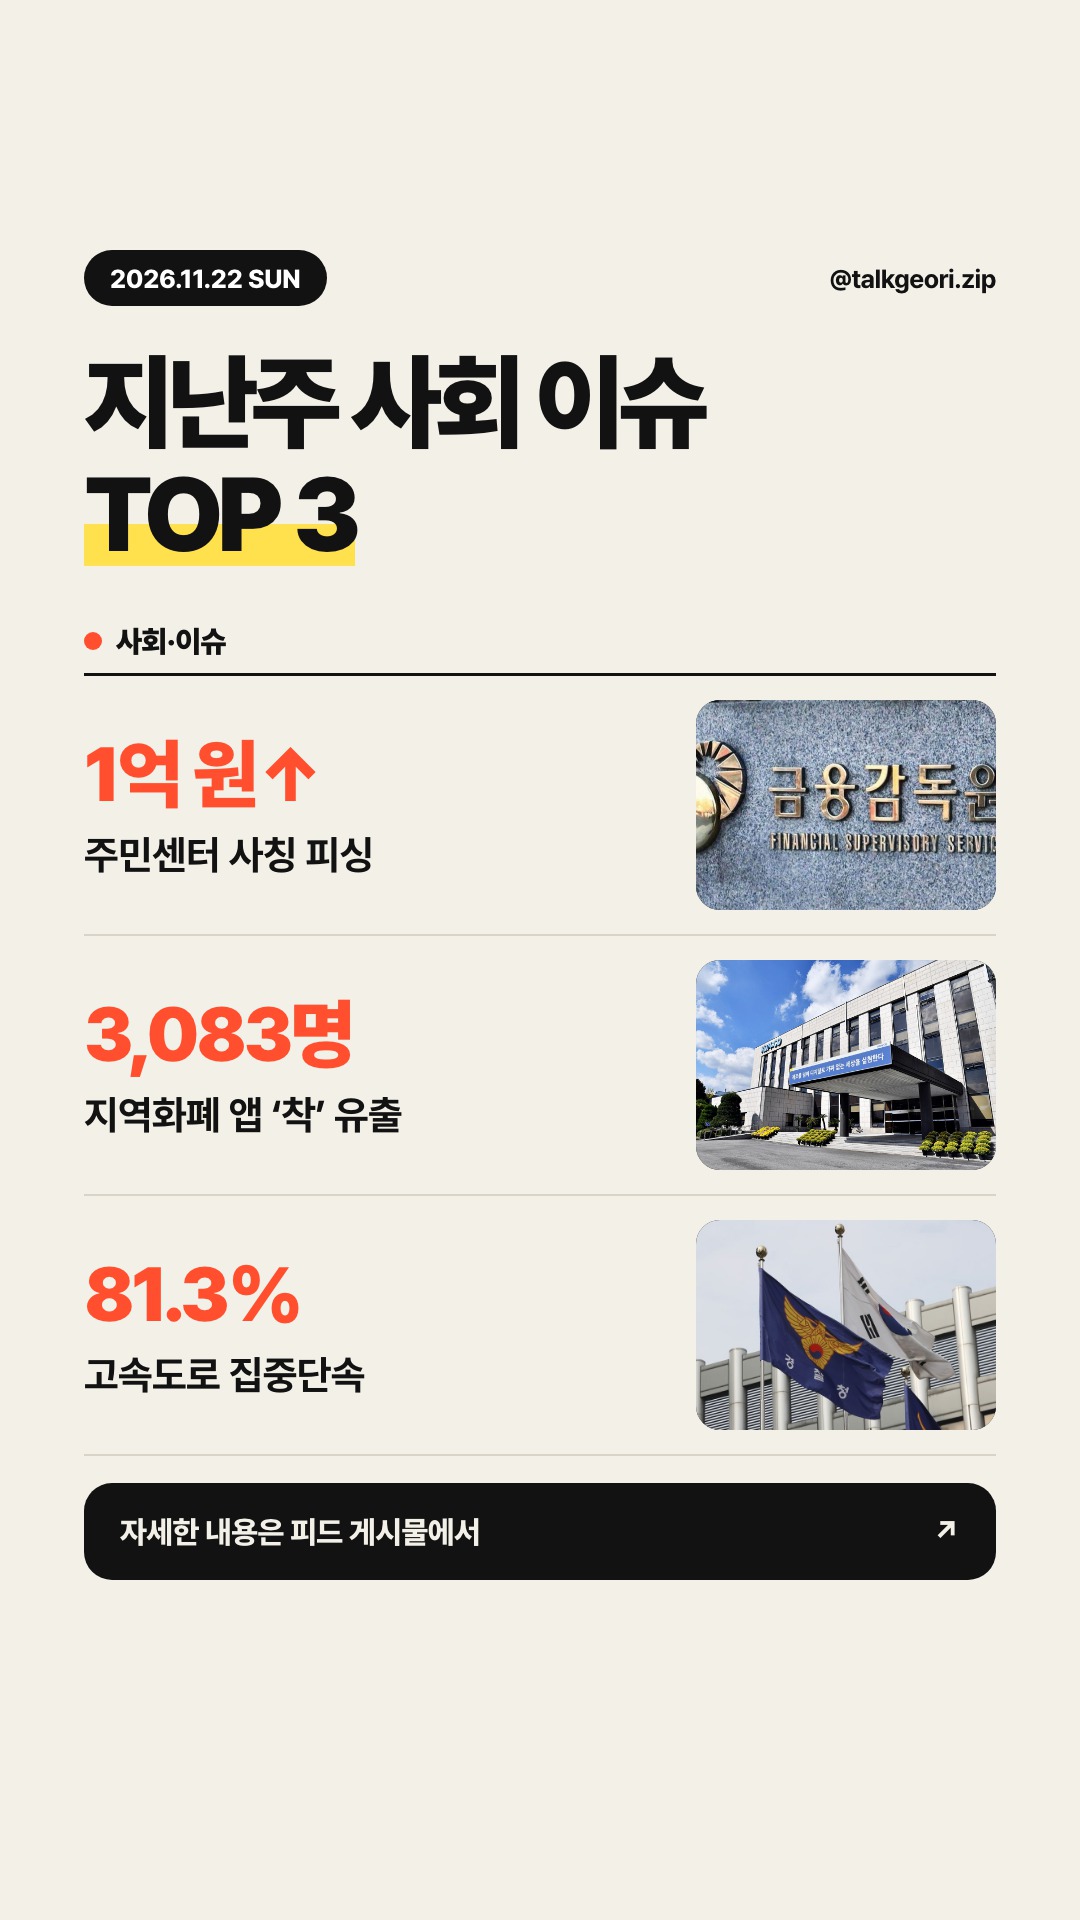 2026.11.22 SUN
@talkgeori.zip
지난주 사회 이슈
TOP 3
사회·이슈
1억 원↑
주민센터 사칭 피싱
금융감독원
FINANCIAL SUPERVISORY SERVIC
3,083명
지역화폐 앱 ‘착’ 유출
81.3%
고속도로 집중단속
경찰청
자세한 내용은 피드 게시물에서 ↗